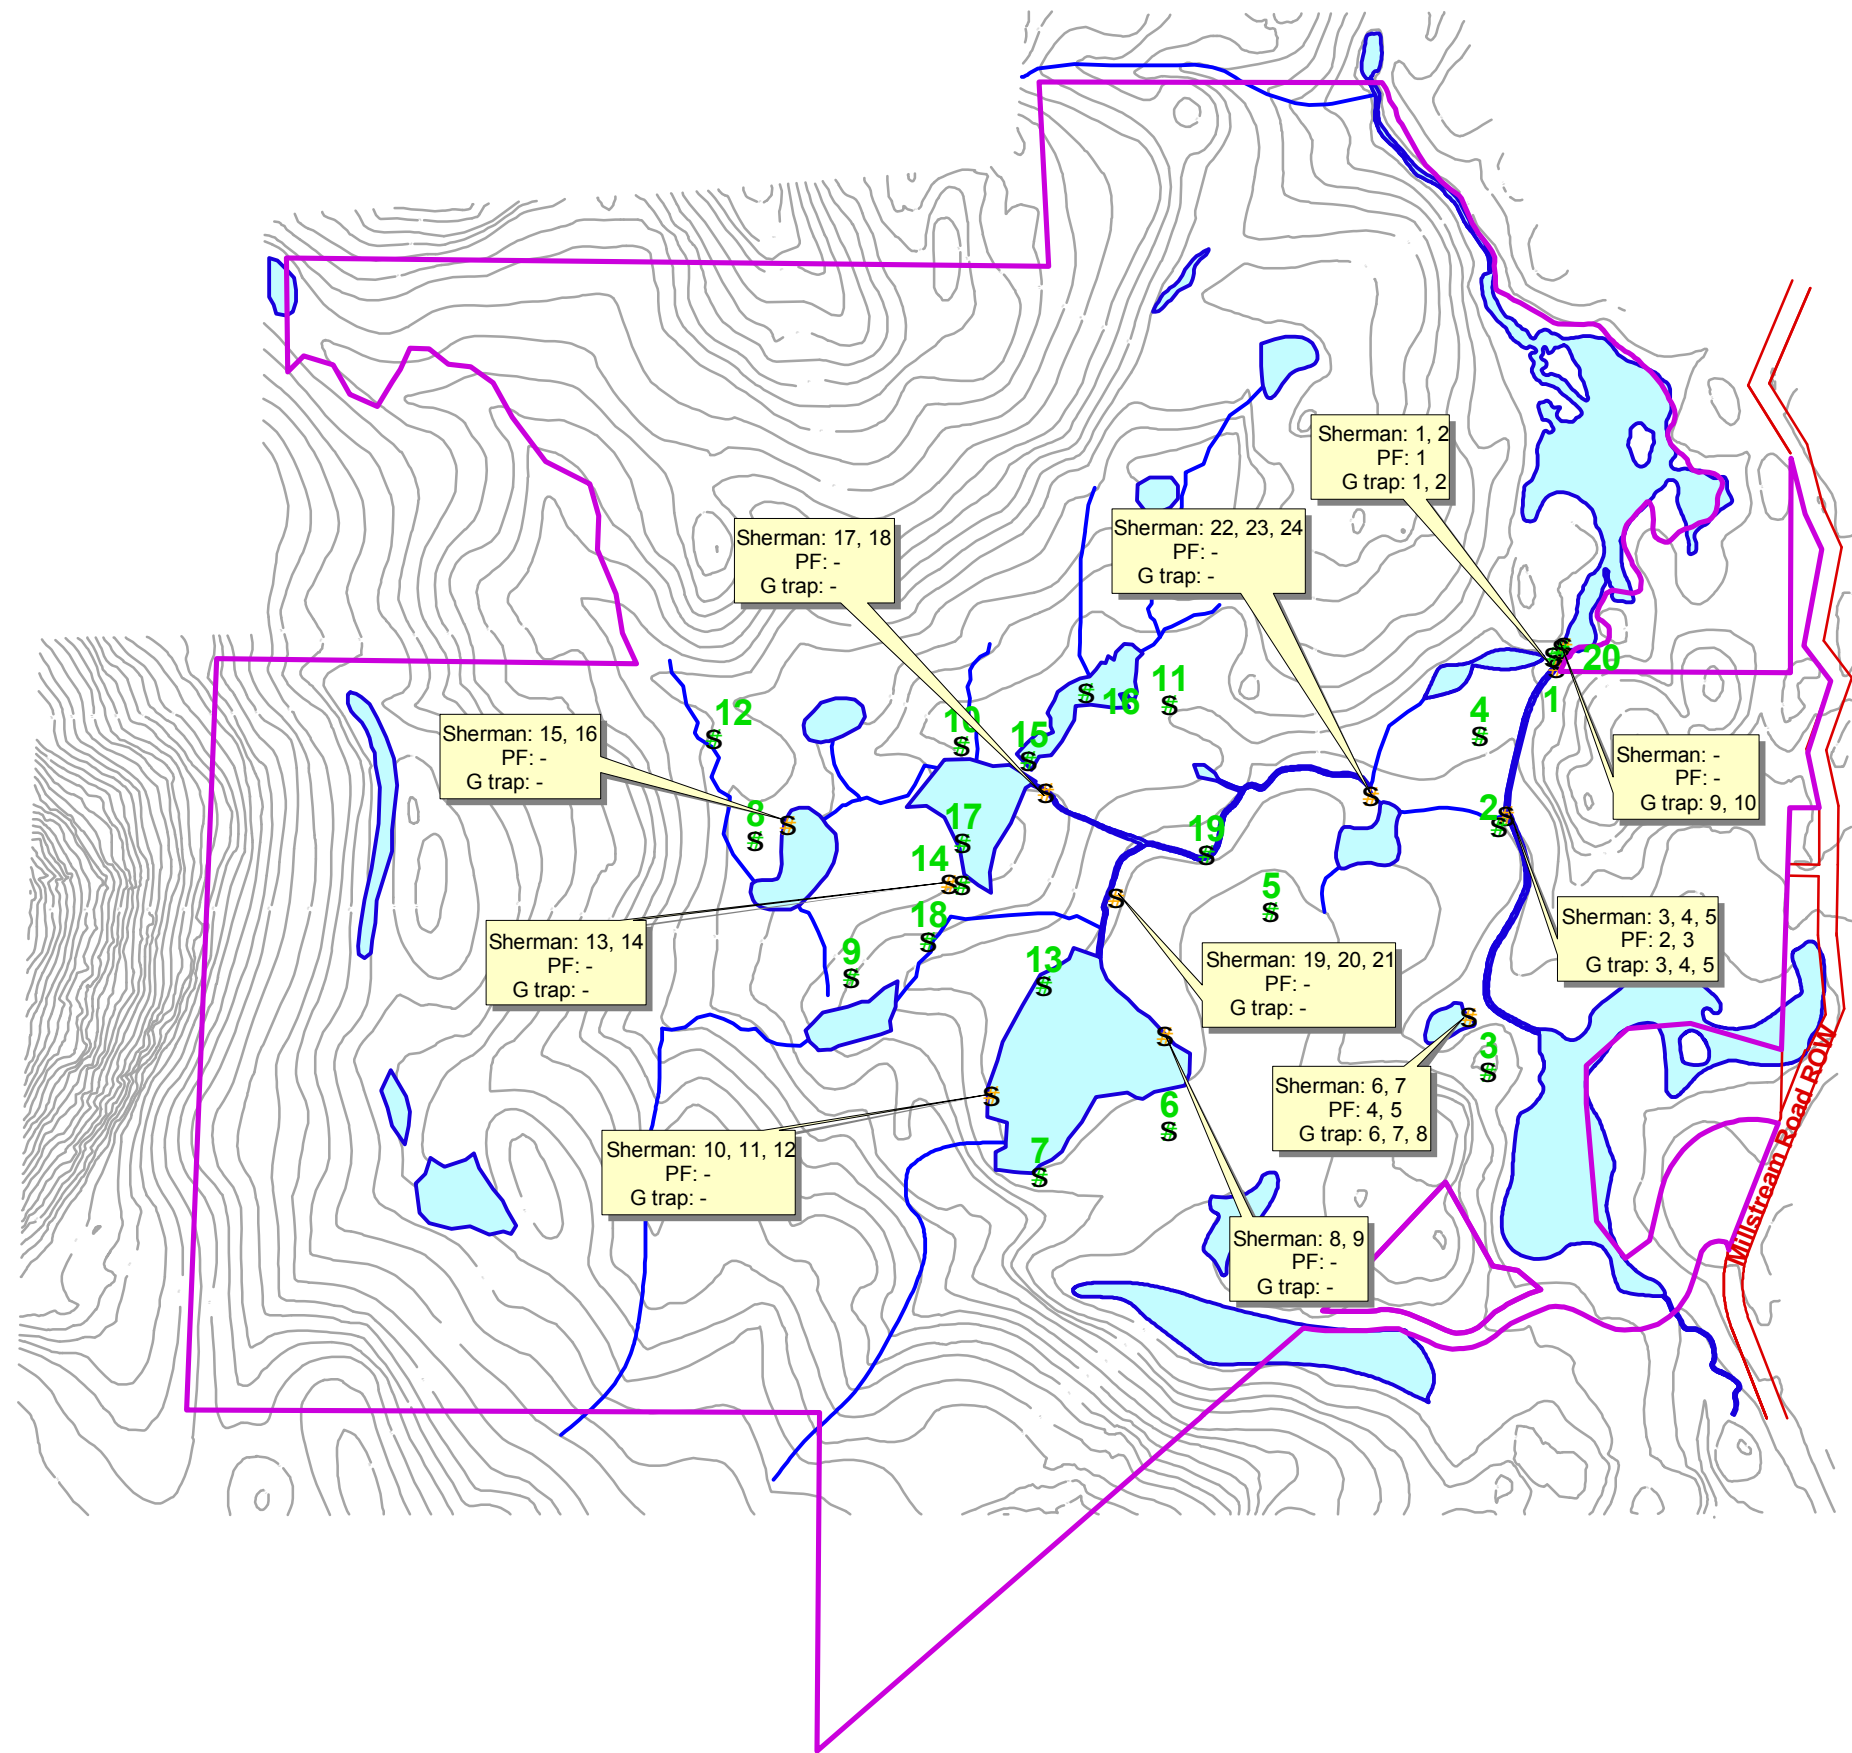 Sherman: 1, 2
PF: 1
G trap: 1, 2
Sherman: 17, 18
PF: -
G trap: -
Sherman: 22, 23, 24
PF: -
G trap: -
20
1
11
16
4
12
10
15
Sherman: 15, 16
PF: -
G trap: -
Sherman: -
PF: -
G trap: 9, 10
8
17
19
2
14
5
18
Sherman: 13, 14
PF: -
G trap: -
9
13
Sherman: 19, 20, 21
PF: -
G trap: -
Sherman: 3, 4, 5
PF: 2, 3
G trap: 3, 4, 5
3
Sherman: 6, 7
PF: 4, 5
G trap: 6, 7, 8
6
7
Sherman: 10, 11, 12
PF: -
G trap: -
Sherman: 8, 9
PF: -
G trap: -
Millstream Road ROW